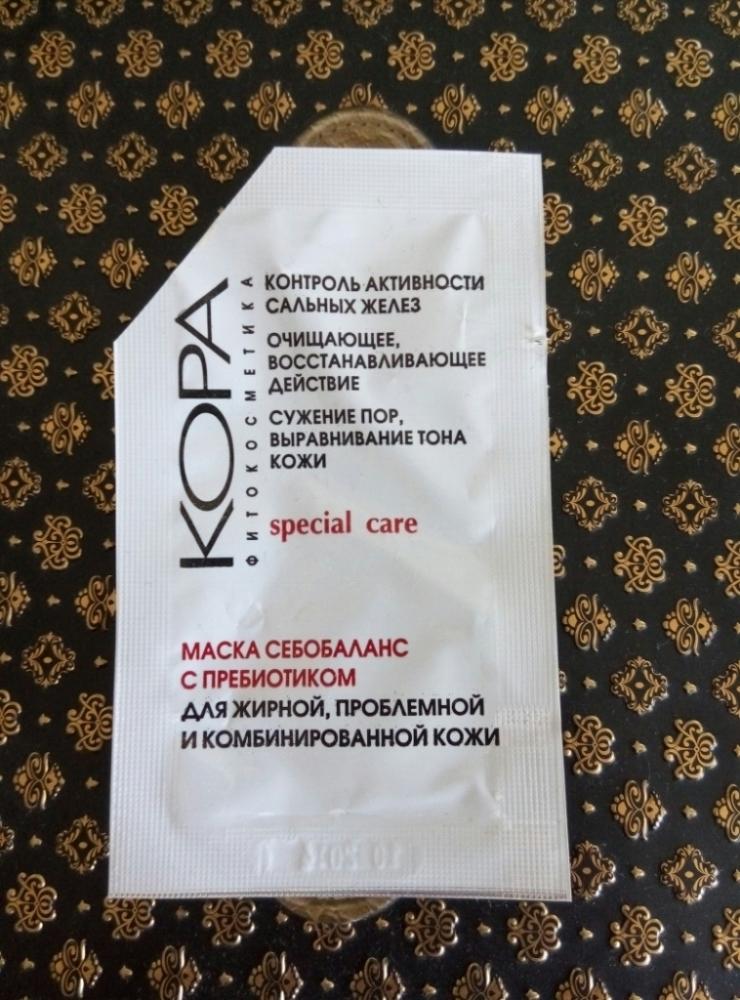 КОРА
ФИТОКОСМЕТИКА
КОНТРОЛЬ АКТИВНОСТИ
САЛЬНЫХ ЖЕЛЕЗ
ОЧИЩАЮЩЕЕ,
ВОССТАНАВЛИВАЮЩЕЕ
ДЕЙСТВИЕ
СУЖЕНИЕ ПОР,
ВЫРАВНИВАНИЕ ТОНА
КОЖИ
special care
МАСКА СЕБОБАЛАНС
С ПРЕБИОТИКОМ
ДЛЯ ЖИРНОЙ, ПРОБЛЕМНОЙ
И КОМБИНИРОВАННОЙ КОЖИ